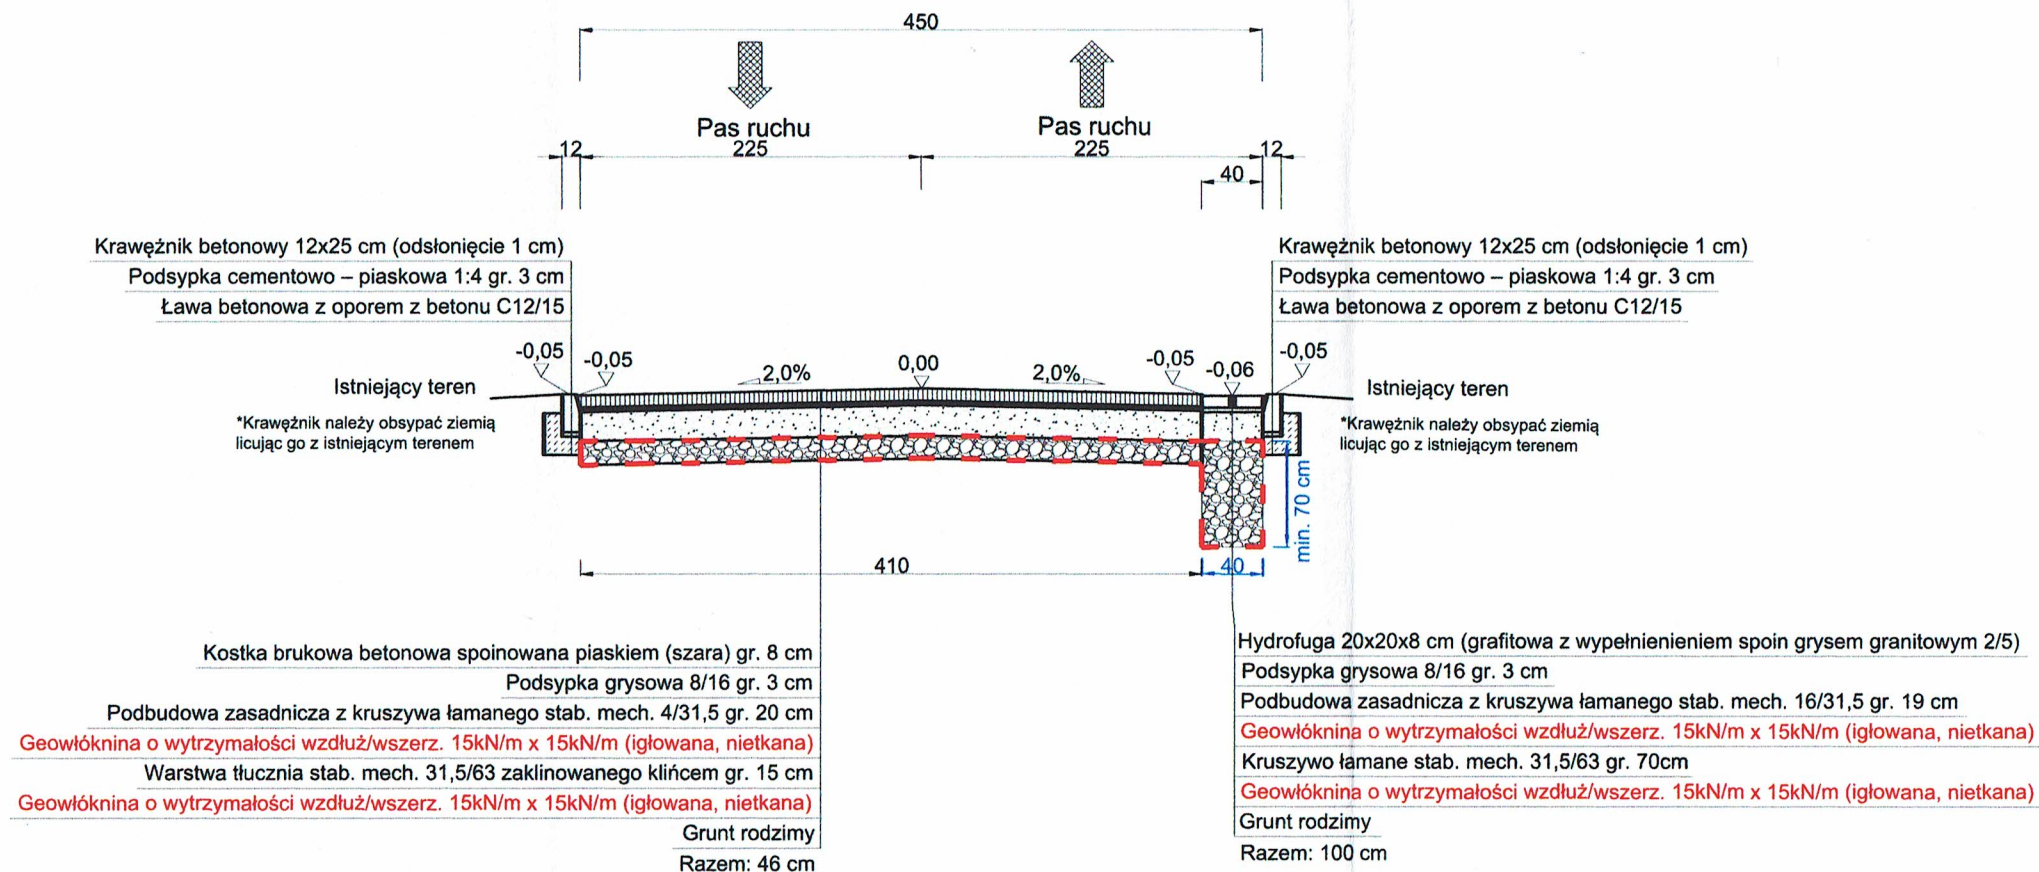 450
Pas ruchu
Pas ruchu
12
225
225
12
40
Krawężnik betonowy 12x25 cm (odsłonięcie 1 cm)
Podsypka cementowo – piaskowa 1:4 gr. 3 cm
Ława betonowa z oporem z betonu C12/15
Krawężnik betonowy 12x25 cm (odsłonięcie 1 cm)
Podsypka cementowo – piaskowa 1:4 gr. 3 cm
Ława betonowa z oporem z betonu C12/15
-0,05
-0,05
2,0%
0,00
2,0%
-0,05
-0,06
-0,05
Istniejący teren
Istniejący teren
*Krawężnik należy obsypać ziemią
licując go z istniejącym terenem
*Krawężnik należy obsypać ziemią
licując go z istniejącym terenem
min. 70 cm
410
40
Kostka brukowa betonowa spoinowana piaskiem (szara) gr. 8 cm
Podsypka grysowa 8/16 gr. 3 cm
Podbudowa zasadnicza z kruszywa łamanego stab. mech. 4/31,5 gr. 20 cm
Geowłóknina o wytrzymałości wzdłuż/wszerz. 15kN/m x 15kN/m (igłowana, nietkana)
Warstwa tłucznia stab. mech. 31,5/63 zaklinowanego klińcem gr. 15 cm
Geowłóknina o wytrzymałości wzdłuż/wszerz. 15kN/m x 15kN/m (igłowana, nietkana)
Grunt rodzimy
Razem: 46 cm
Hydrofuga 20x20x8 cm (grafitowa z wypełnienieniem spoin grysem granitowym 2/5)
Podsypka grysowa 8/16 gr. 3 cm
Podbudowa zasadnicza z kruszywa łamanego stab. mech. 16/31,5 gr. 19 cm
Geowłóknina o wytrzymałości wzdłuż/wszerz. 15kN/m x 15kN/m (igłowana, nietkana)
Kruszywo łamane stab. mech. 31,5/63 gr. 70cm
Geowłóknina o wytrzymałości wzdłuż/wszerz. 15kN/m x 15kN/m (igłowana, nietkana)
Grunt rodzimy
Razem: 100 cm